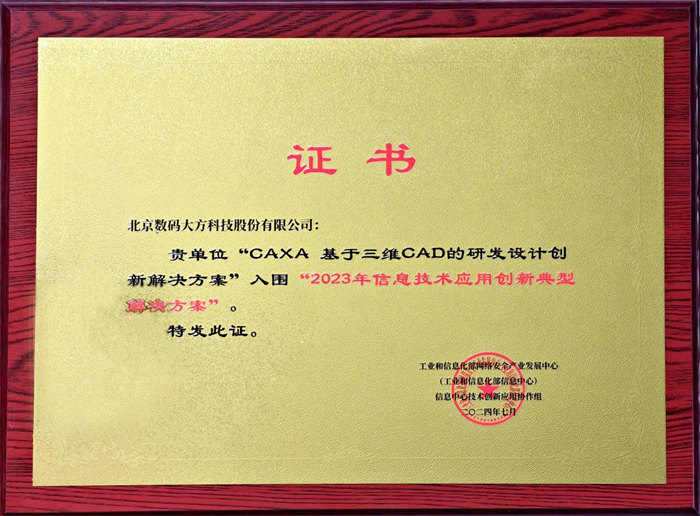 证书
北京数码大方科技股份有限公司：
贵单位“CAXA 基于三维CAD的研发设计创
新解决方案”入围“2023年信息技术应用创新典型
解决方案”。
特发此证。
工业和信息化部网络安全产业发展中心
（工业和信息化部信息中心）
信息中心技术创新应用协作组
二〇二四年七月